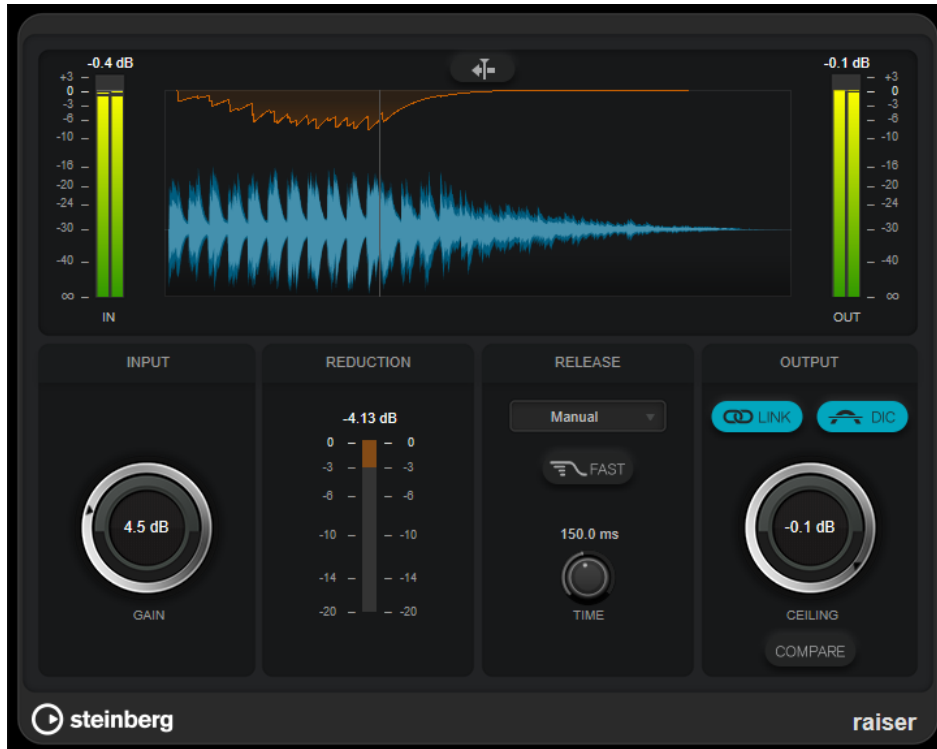 -0.4 dB
-0.1 dB
+3
0
-3
-6
-10
-16
-20
-24
-30
-40
∞
IN
+3
0
-3
-6
-10
-16
-20
-24
-30
-40
∞
OUT
INPUT
4.5 dB
GAIN
REDUCTION
-4.13 dB
0 0
-3 -3
-6 -6
-10 -10
-14 -14
-20 -20
RELEASE
Manual
FAST
150.0 ms
TIME
OUTPUT
LINK DIC
-0.1 dB
CEILING
COMPARE
steinberg
raiser